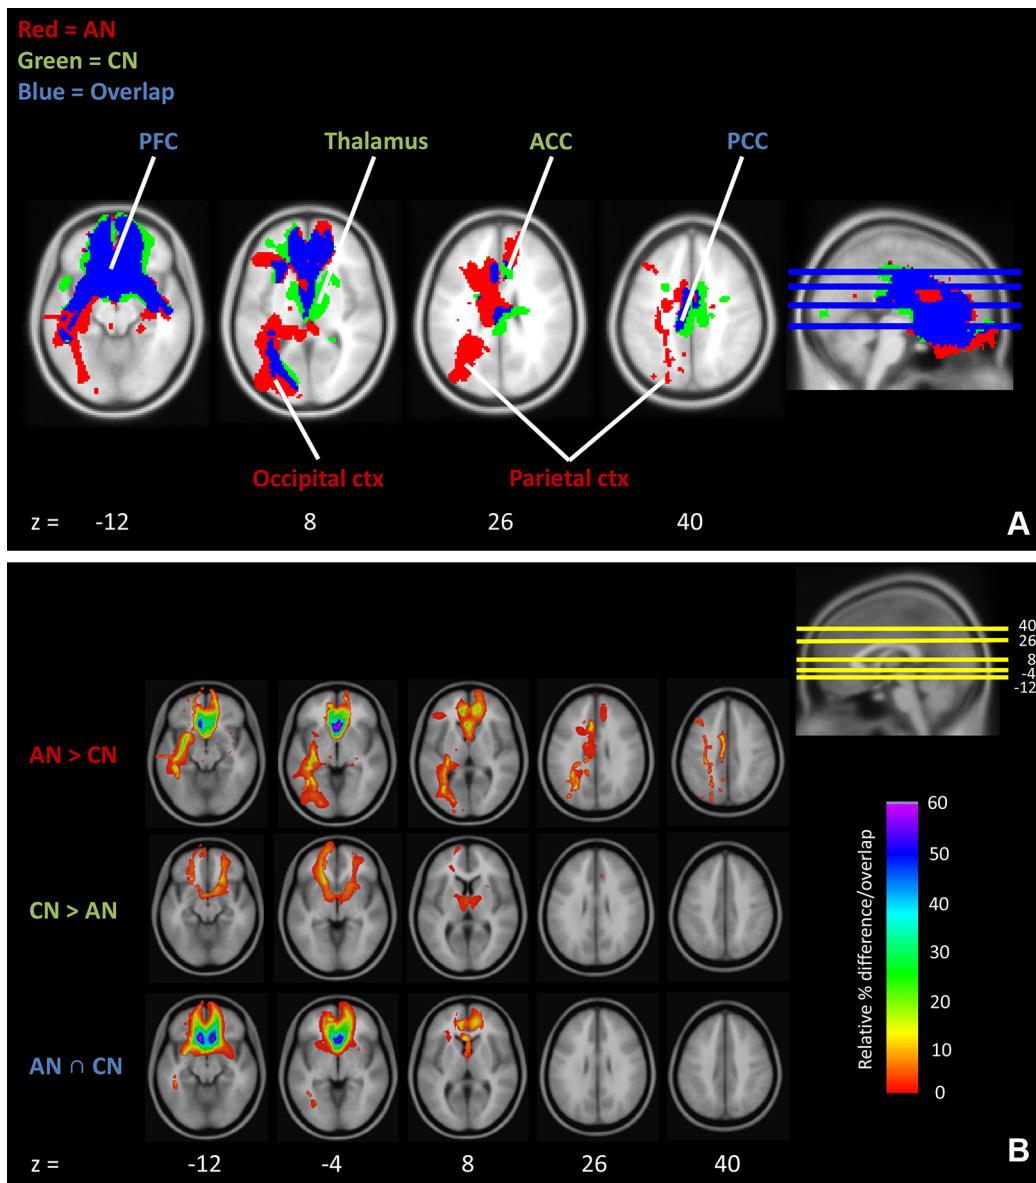 Red = AN
Green = CN
Blue = Overlap
PFC
Thalamus
ACC
PCC
Occipital ctx
Parietal ctx
z =
-12
8
26
40
A
40
26
8
-4
-12
AN > CN
CN > AN
AN ∩ CN
60
50
40
30
20
10
0
Relative % difference/overlap
z =
-12
-4
8
26
40
B